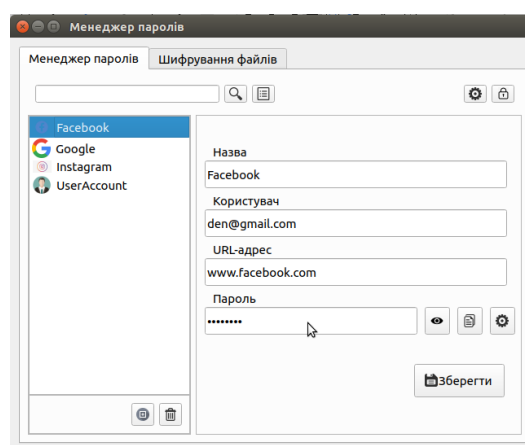 Менеджер паролів
Менеджер паролів
Шифрування файлів
Facebook
Google
Instagram
UserAccount
Назва
Facebook
Користувач
den@gmail.com
URL-адрес
www.facebook.com
Пароль
••••••••
Зберегти